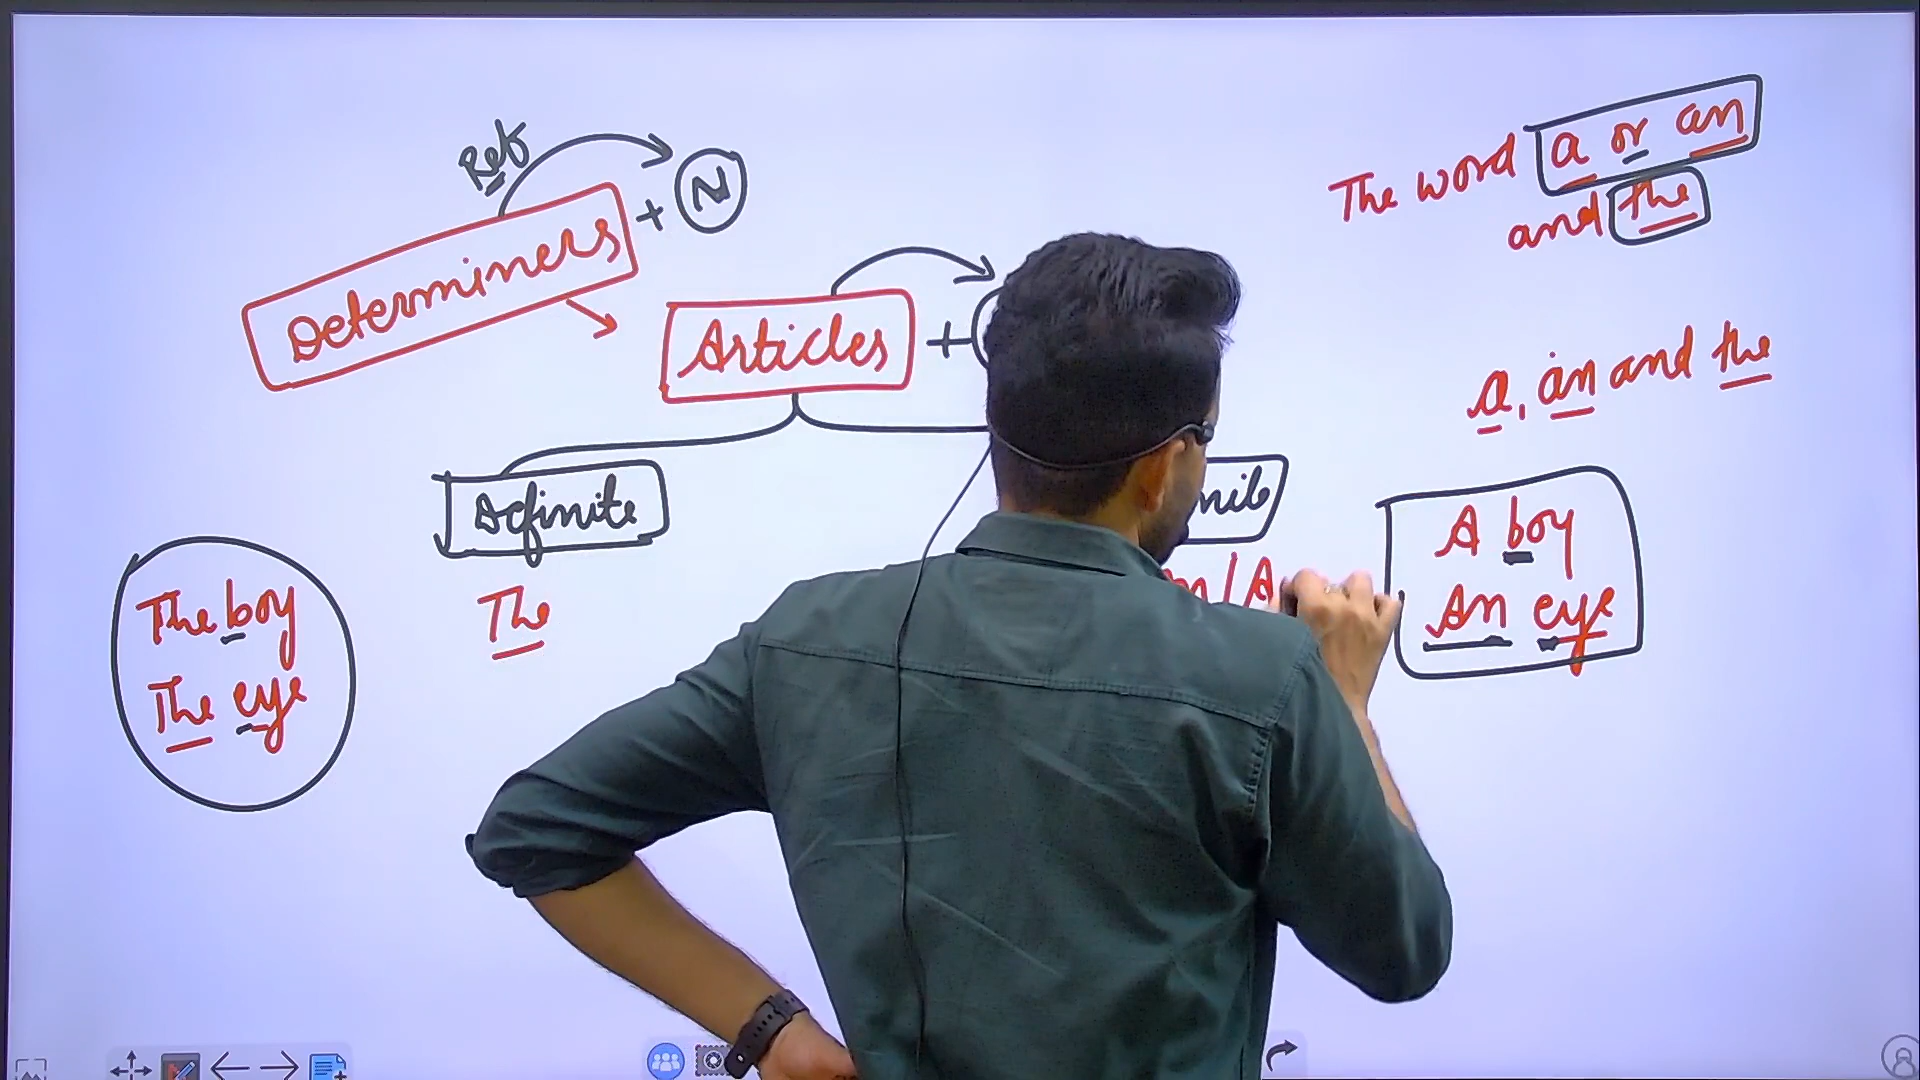 Ref
Determiners + N
Articles +
The word a or an
and the
a, an and the
Definite
The
The boy
The eye
A boy
An eye